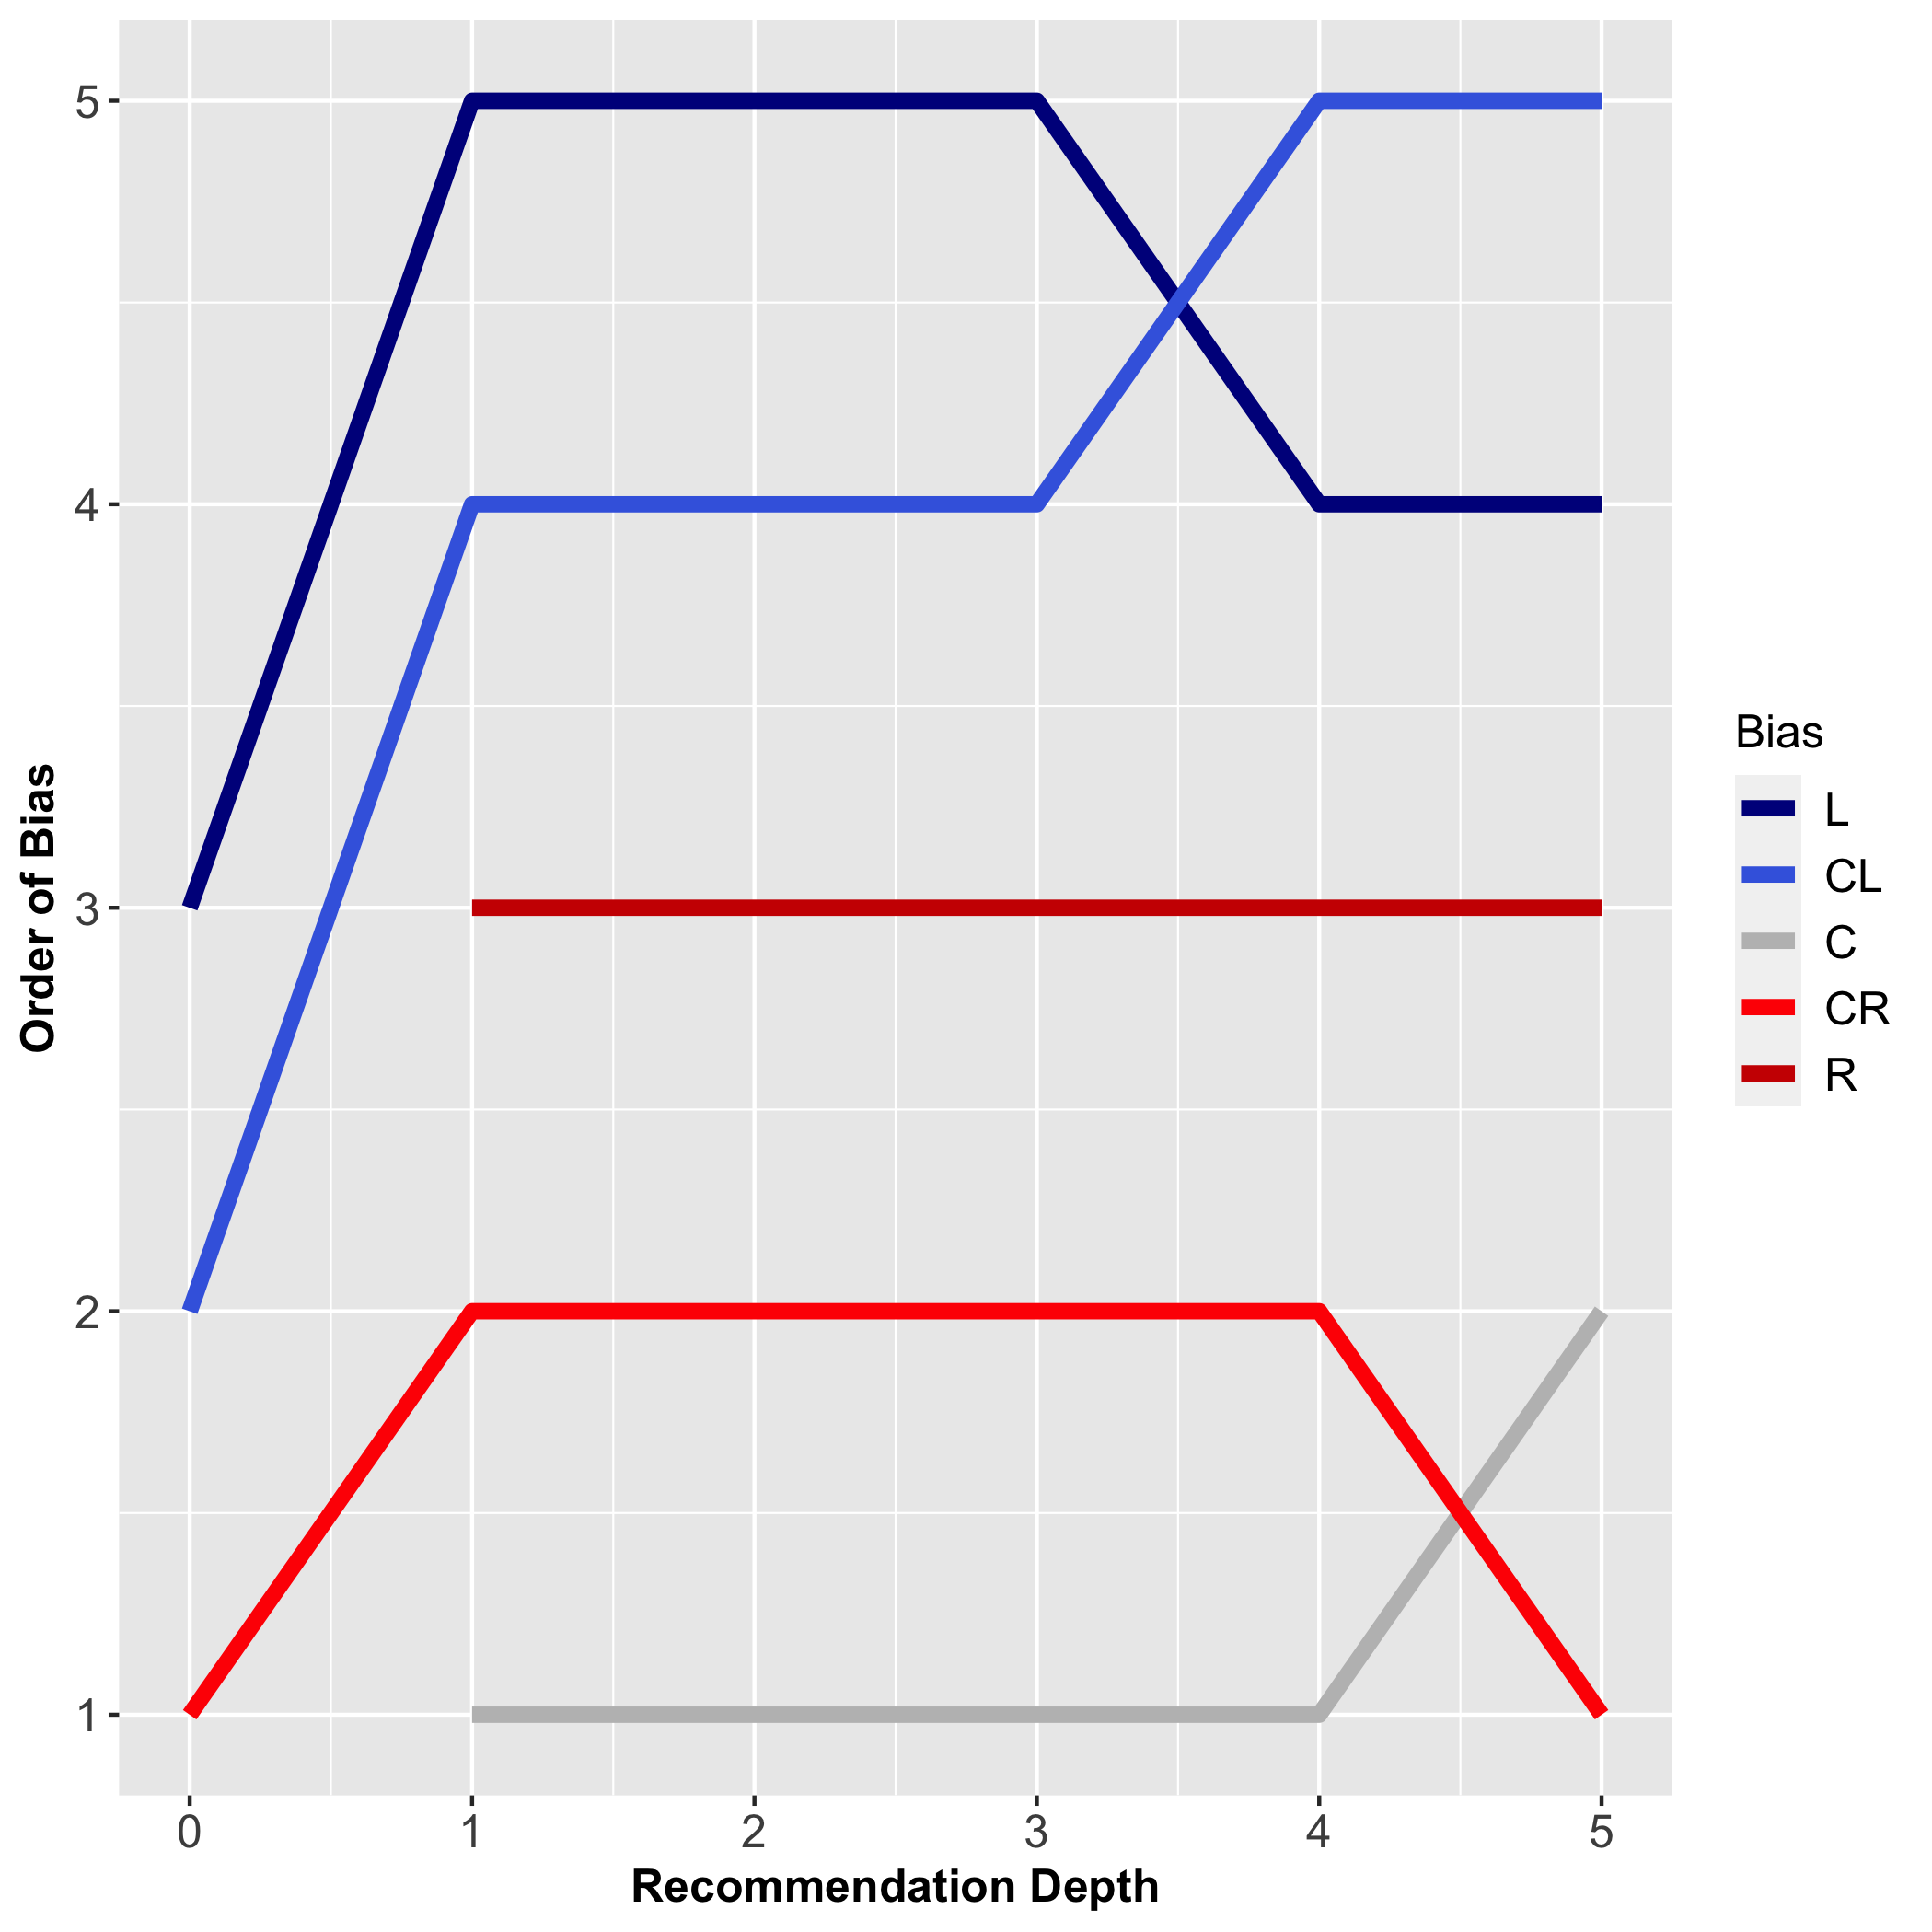 5
4
3
2
1
Order of Bias
0 1 2 3 4 5
Recommendation Depth
Bias
L
CL
C
CR
R